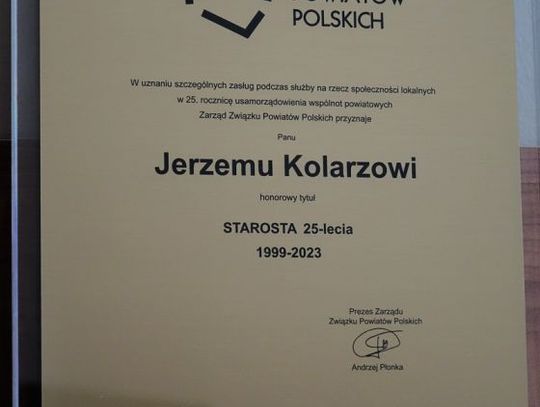 POLSKICH
W uznaniu szczególnych zasług podczas służby na rzecz społeczności lokalnych
w 25. rocznicę usamorządowienia wspólnot powiatowych
Zarząd Związku Powiatów Polskich przyznaje
Panu
Jerzemu Kolarzowi
honorowy tytuł
STAROSTA 25-lecia
1999-2023
Prezes Zarządu
Związku Powiatów Polskich
Andrzej Płonka